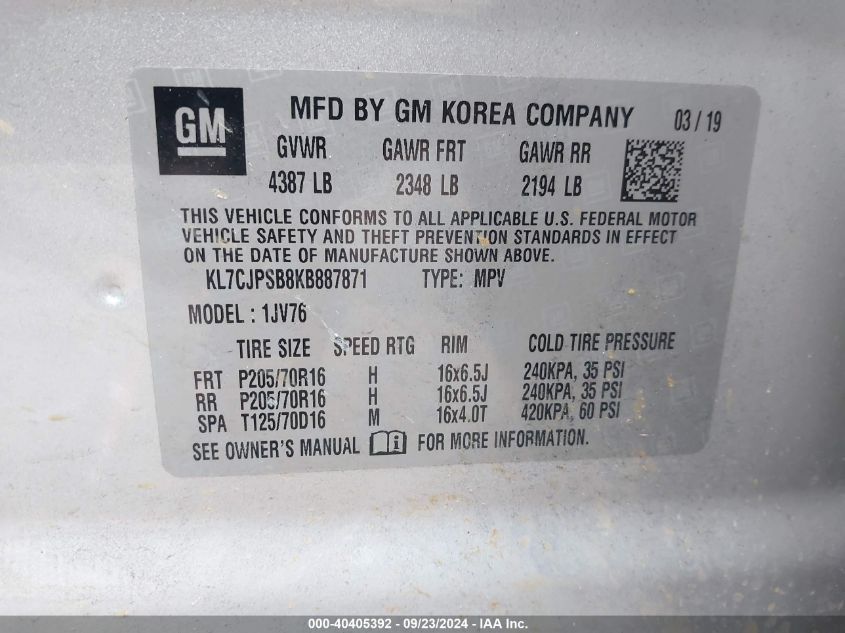 GM
MFD BY GM KOREA COMPANY 03/19
GVWR GAWR FRT GAWR RR
4387 LB 2348 LB 2194 LB
THIS VEHICLE CONFORMS TO ALL APPLICABLE U.S. FEDERAL MOTOR
VEHICLE SAFETY AND THEFT PREVENTION STANDARDS IN EFFECT
ON THE DATE OF MANUFACTURE SHOWN ABOVE.
KL7CJPSB8KB887871 TYPE: MPV
MODEL : 1JV76
TIRE SIZE SPEED RTG RIM COLD TIRE PRESSURE
FRT P205/70R16 H 16x6.5J 240KPA, 35 PSI
RR P205/70R16 H 16x6.5J 240KPA, 35 PSI
SPA T125/70D16 M 16x4.0T 420KPA, 60 PSI
SEE OWNER'S MANUAL FOR MORE INFORMATION.
000-40405392 - 09/23/2024 - IAA Inc.